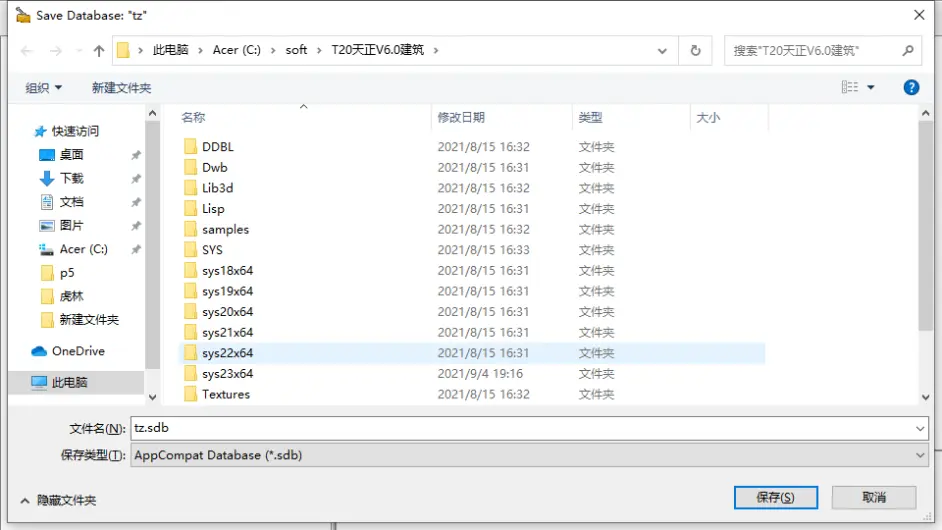 Save Database: "tz"
此电脑 Acer (C:) soft T20天正V6.0建筑 搜索"T20天正V6.0建筑"
组织 新建文件夹
快速访问
桌面
下载
文档
图片
Acer (C:)
p5
虎林
新建文件夹
OneDrive
此电脑
名称 修改日期 类型 大小
DDBL 2021/8/15 16:32 文件夹
Dwb 2021/8/15 16:31 文件夹
Lib3d 2021/8/15 16:32 文件夹
Lisp 2021/8/15 16:31 文件夹
samples 2021/8/15 16:32 文件夹
SYS 2021/8/15 16:33 文件夹
sys18x64 2021/8/15 16:31 文件夹
sys19x64 2021/8/15 16:31 文件夹
sys20x64 2021/8/15 16:31 文件夹
sys21x64 2021/8/15 16:31 文件夹
sys22x64 2021/8/15 16:31 文件夹
sys23x64 2021/9/4 19:16 文件夹
Textures 2021/8/15 16:32 文件夹
文件名(N): tz.sdb
保存类型(T): AppCompat Database (*.sdb)
隐藏文件夹 保存(S) 取消